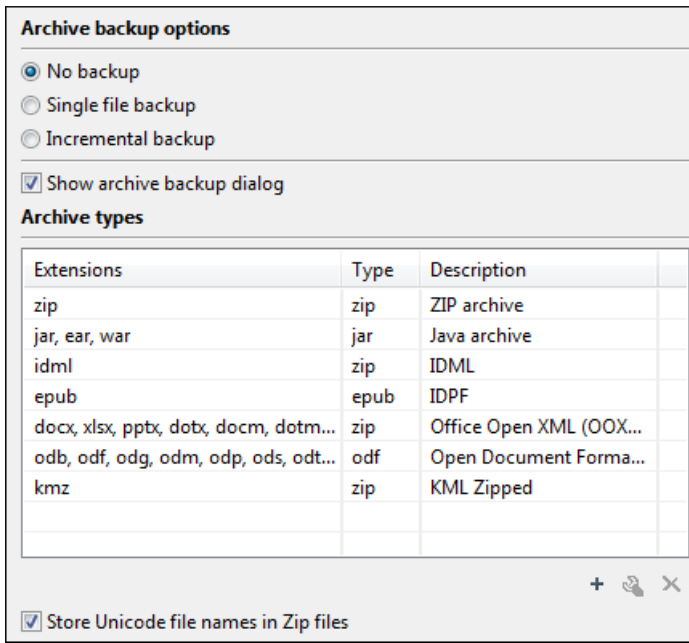 Archive backup options
No backup
Single file backup
Incremental backup
Show archive backup dialog
Archive types
Extensions Type Description
zip zip ZIP archive
jar, ear, war jar Java archive
idml zip IDML
epub epub IDPF
docx, xlsx, pptx, dotx, docm, dotm... zip Office Open XML (OOX...
odb, odf, odg, odm, odp, ods, odt... odf Open Document Forma...
kmz zip KML Zipped
Store Unicode file names in Zip files